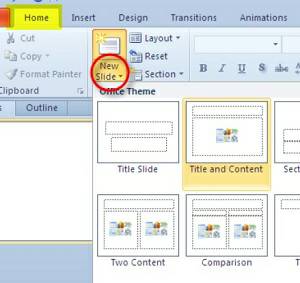 Home Insert Design Transitions Animations
Cut
Copy
Format Painter
Clipboard
New
Slide
Layout
Reset
Section
B I U S
Outline
Office Theme
Title Slide Title and Content
Two Content Comparison